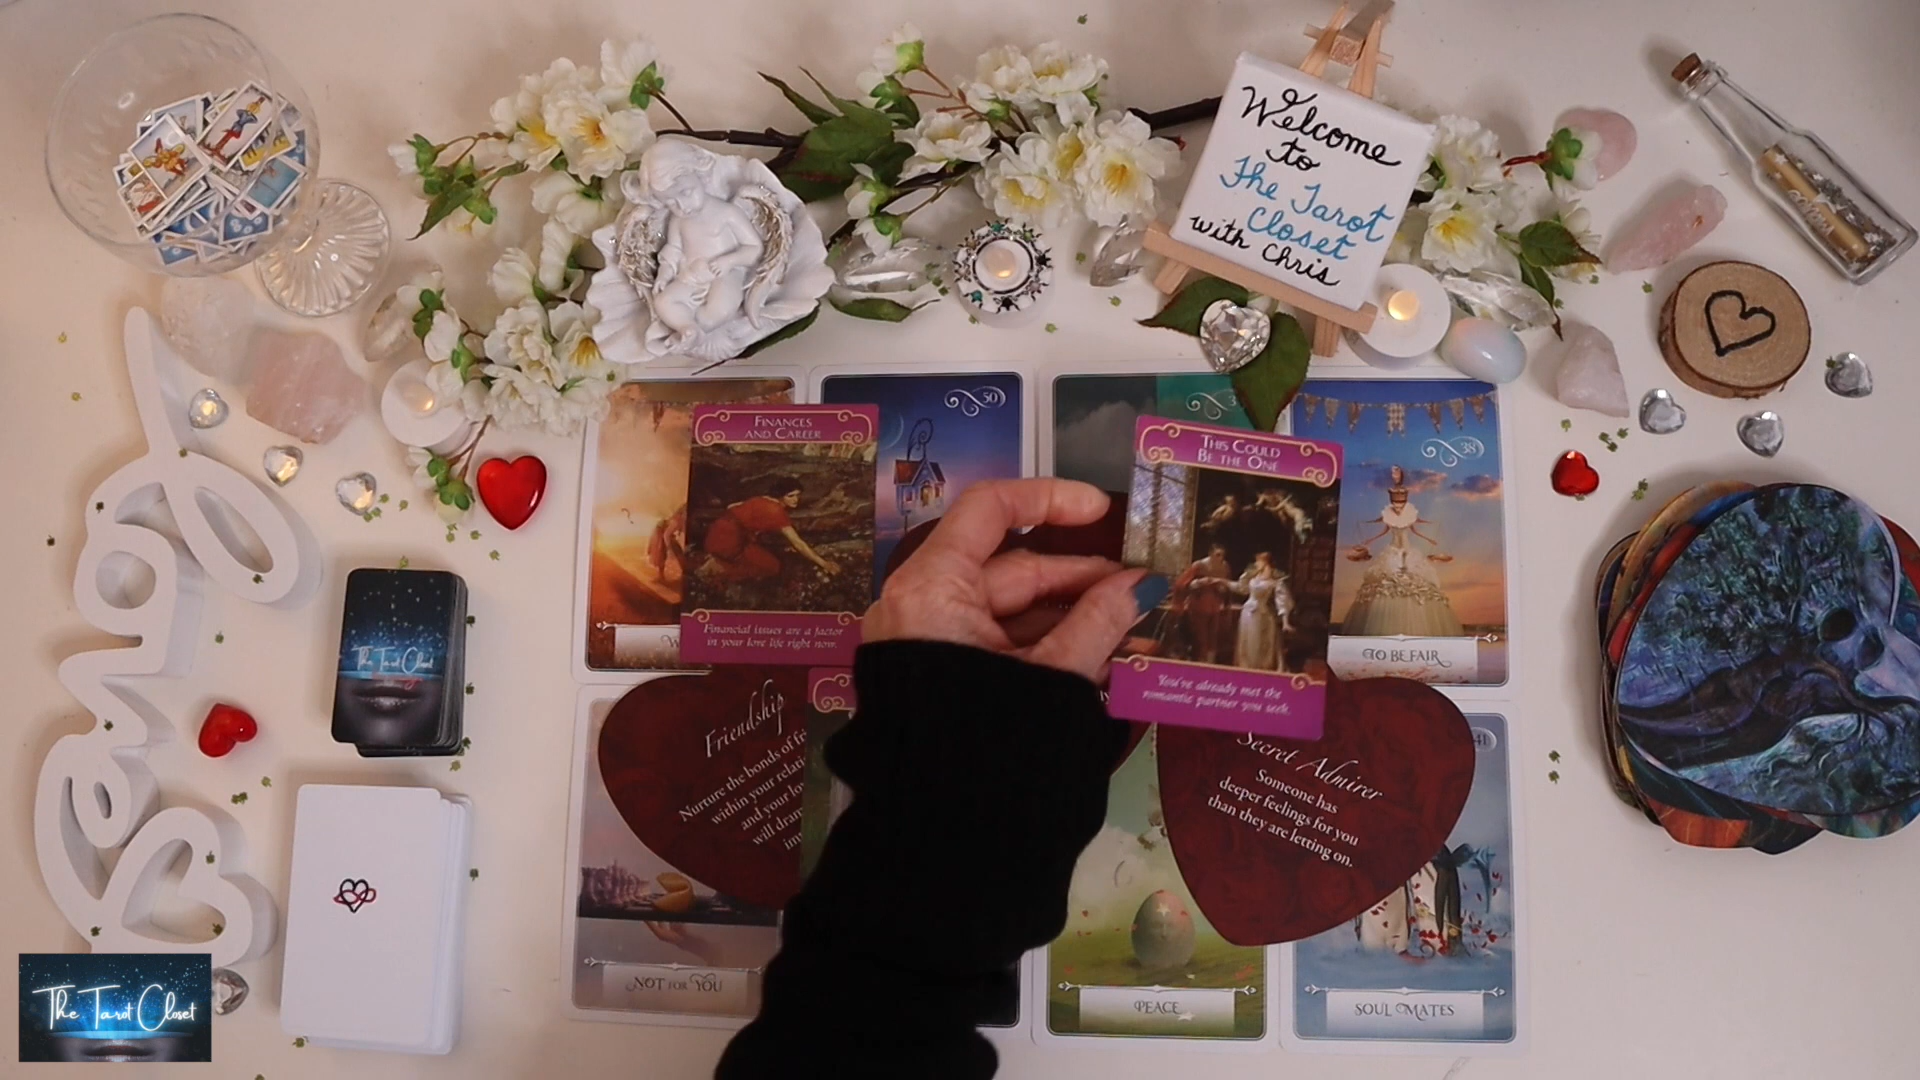 Welcome
to
The Tarot
Closet
with Chris
50
38
FINANCES
AND CAREER
Financial issues are a factor
in your love life right now.
THIS COULD
BE THE ONE
You've already met the
romantic partner you seek.
TO BE FAIR
The Tarot Closet
Friendship
Nurture the bonds of
within your
and your
will
Secret Admirer
Someone has
deeper feelings for you
than they are letting on.
41
NOT FOR YOU
PEACE
SOUL MATES
The Tarot Closet